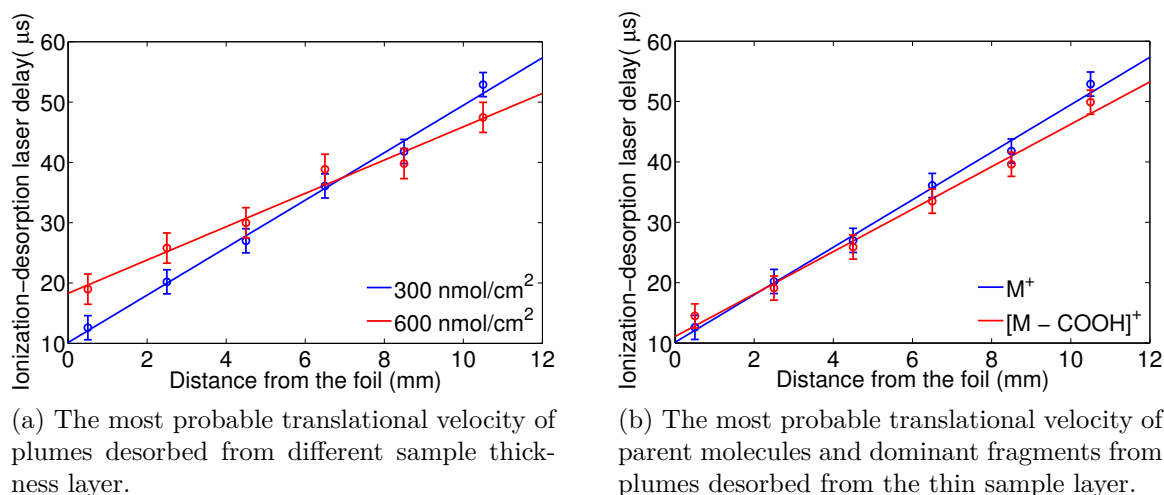 60
50
40
30
20
10
0
2
4
6
8
10
12
Ionization−desorption laser delay( μs)
Distance from the foil (mm)
300 nmol/cm²
600 nmol/cm²
(a) The most probable translational velocity of
plumes desorbed from different sample thick-
ness layer.
60
50
40
30
20
10
0
2
4
6
8
10
12
Ionization−desorption laser delay( μs)
Distance from the foil (mm)
M⁺
[M − COOH]⁺
(b) The most probable translational velocity of
parent molecules and dominant fragments from
plumes desorbed from the thin sample layer.